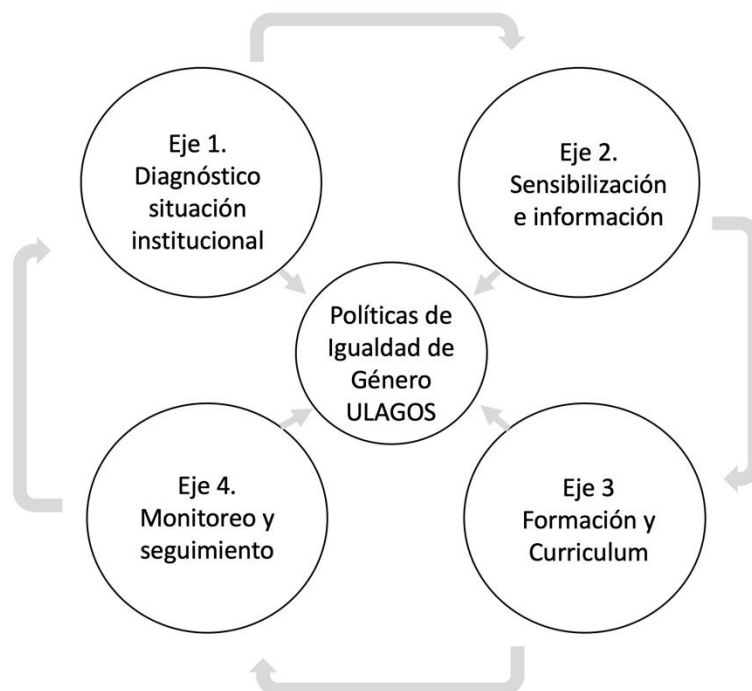 Eje 1.
Diagnóstico
situación
institucional
Eje 2.
Sensibilización
e información
Políticas de
Igualdad de
Género
ULAGOS
Eje 4.
Monitoreo y
seguimiento
Eje 3
Formación y
Curriculum